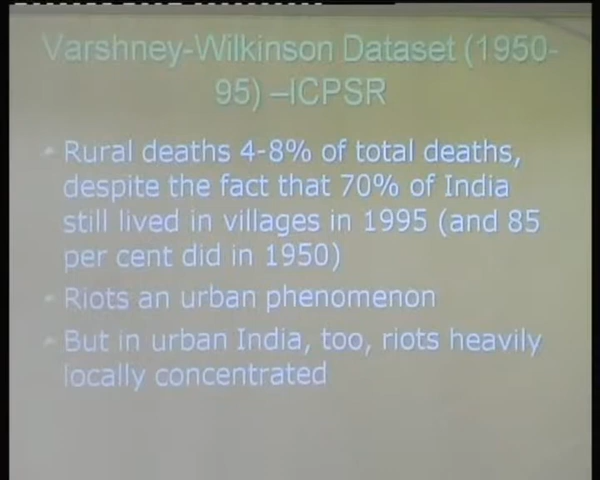 Varshney-Wilkinson Dataset (1950-
95) –ICPSR
Rural deaths 4-8% of total deaths,
despite the fact that 70% of India
still lived in villages in 1995 (and 85
per cent did in 1950)
Riots an urban phenomenon
But in urban India, too, riots heavily
locally concentrated